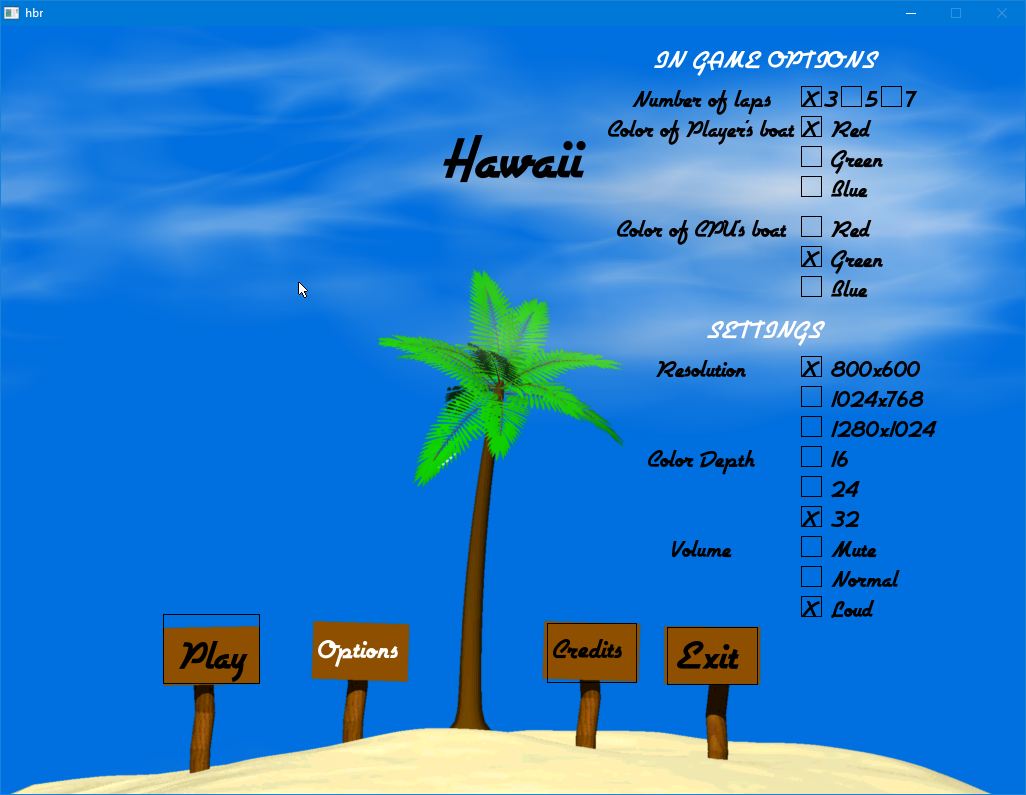 hbr
IN GAME OPTIONS
Number of laps X 3 5 7
Color of Player's boat X Red
Green
Blue
Hawaii
Color of CPU's boat Red
X Green
Blue
SETTINGS
Resolution X 800x600
1024x768
1280x1024
Color Depth 16
24
X 32
Volume Mute
Normal
X Loud
Play
Options
Credits
Exit